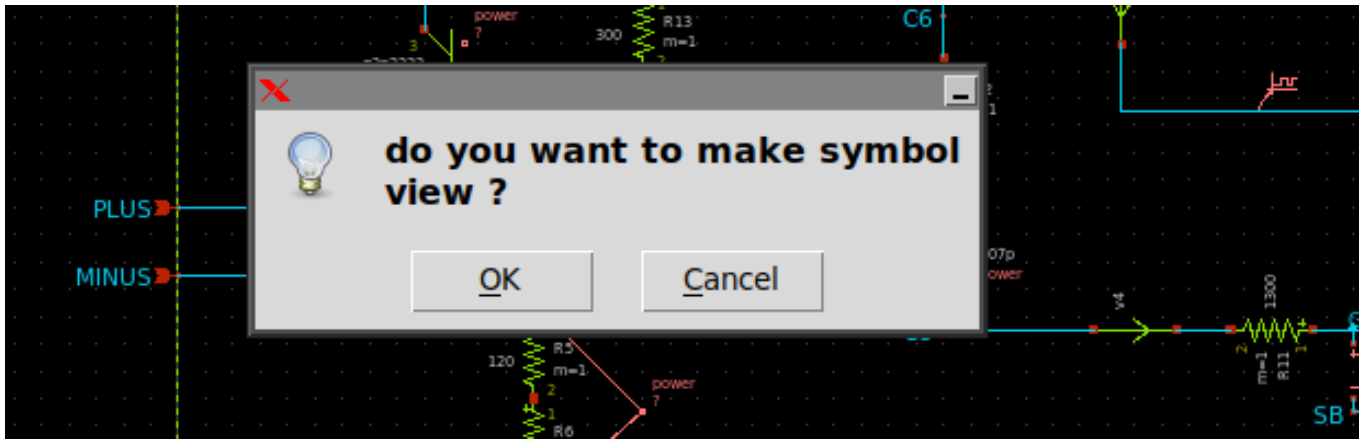 power
?
3
300
R13
m=1
2
C6
do you want to make symbol
view ?
PLUS
MINUS
OK
Cancel
07p
ower
v4
1300
2
1
m=1
R11
SB
120
R5
m=1
2
1
R6
power
?